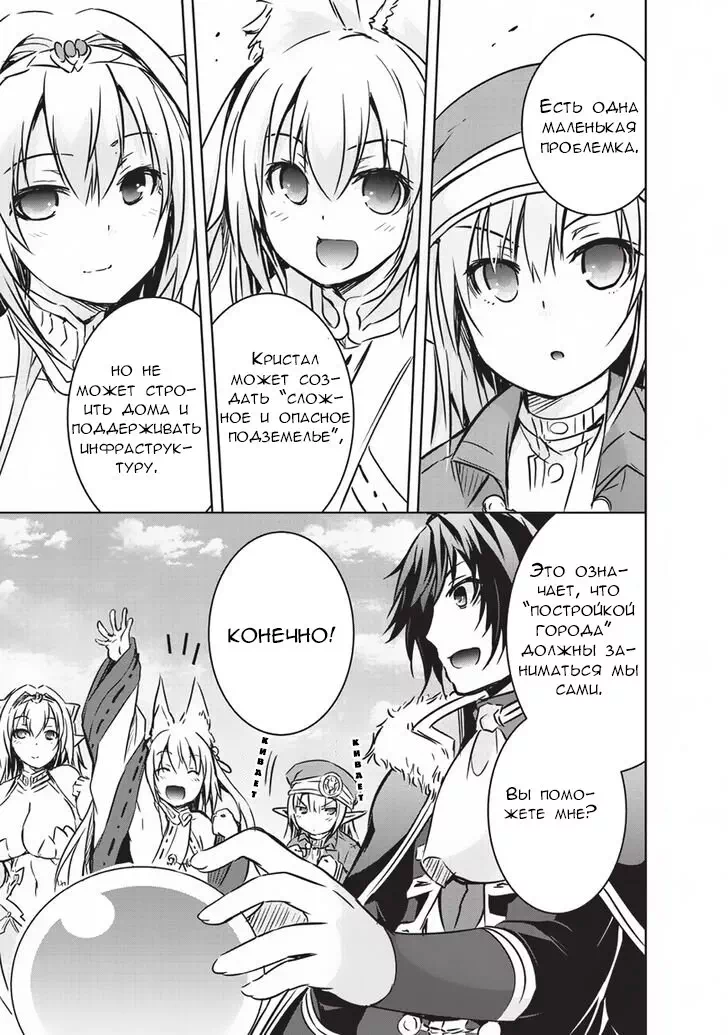 Есть одна
маленькая
проблемка.
Кристал
может соз-
дать "слож-
ное и опасное
подземелье",
но не
может стро-
ить дома и
поддерживать
инфраструк-
туру.
Это озна-
чает, что
"постройкой
города"
должны за-
ниматься мы
сами.
Вы помо-
жете мне?
конечно!
кивает
кивает